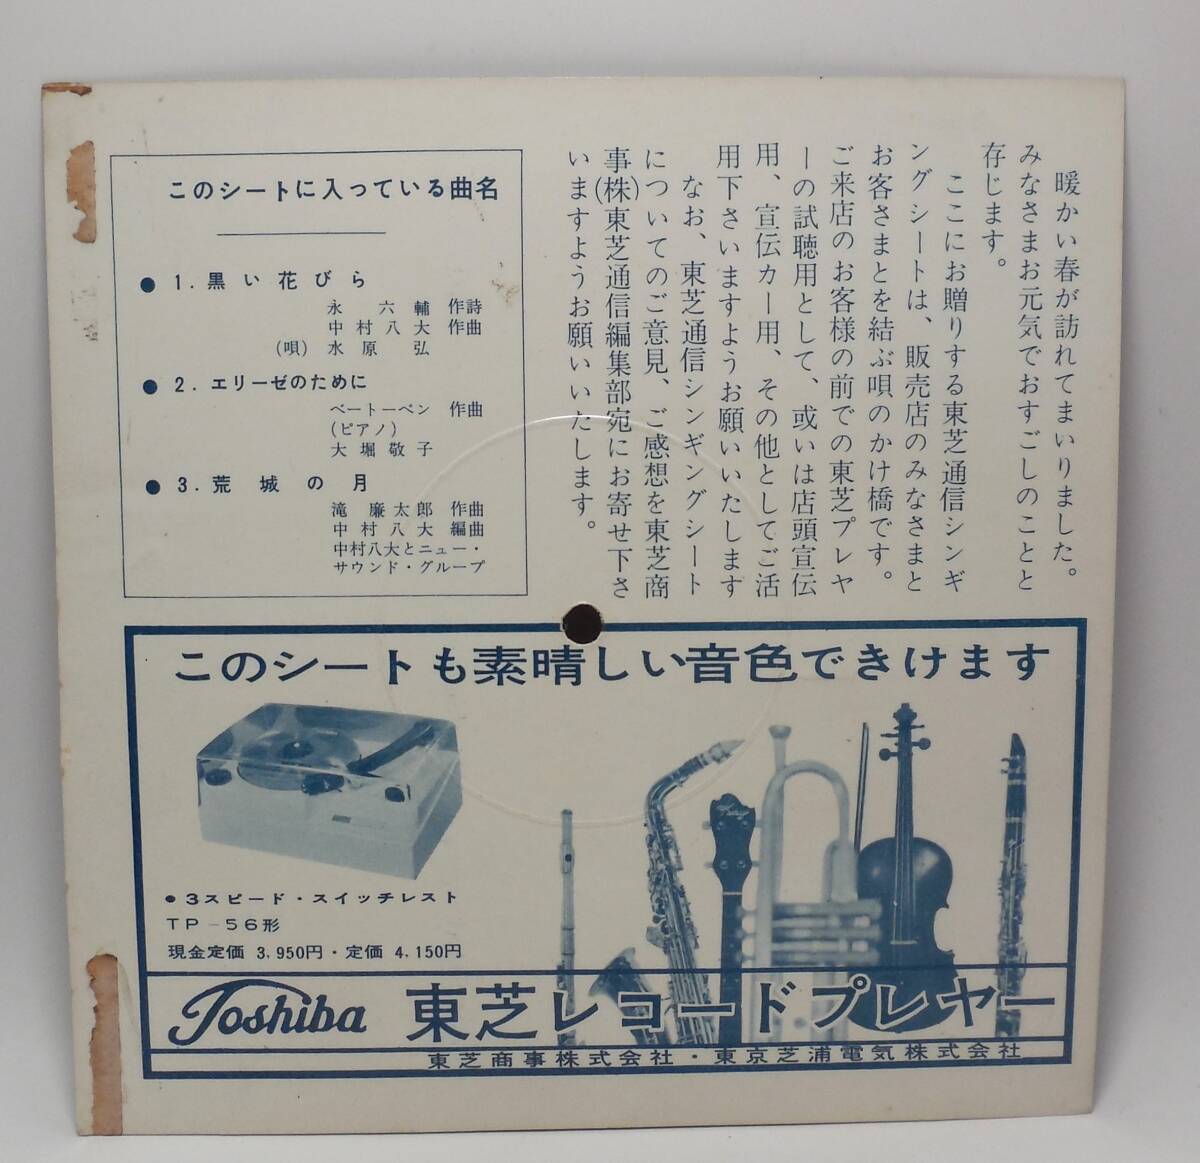 暖かい春が訪れてまいりました。
みなさまお元気でおすごしのことと
存じます。
ここにお贈りする東芝通信シンギ
ングシートは、販売店のみなさまと
お客さまとを結ぶ唄のかけ橋です。
ご来店のお客様の前での東芝プレヤ
ーの試聴用として、或いは店頭宣伝
用、宣伝カー用、その他としてご活
用下さいますようお願いいたします
なお、東芝通信シンギングシート
についてのご意見、ご感想を東芝商
事(株)東芝通信編集部宛にお寄せ下さ
いますようお願いいたします。
このシートに入っている曲名
●1.黒い花びら
永六輔 作詩
中村八大 作曲
(唄)水原弘
●2.エリーゼのために
ベートーベン 作曲
(ピアノ)
大堀敬子
●3.荒城の月
滝廉太郎 作曲
中村八大 編曲
中村八大とニュー・
サウンド・グループ
このシートも素晴しい音色できけます
●3スピード・スイッチレスト
TP-56形
現金定価 3,950円・定価 4,150円
Toshiba 東芝レコードプレヤー
東芝商事株式会社・東京芝浦電気株式会社